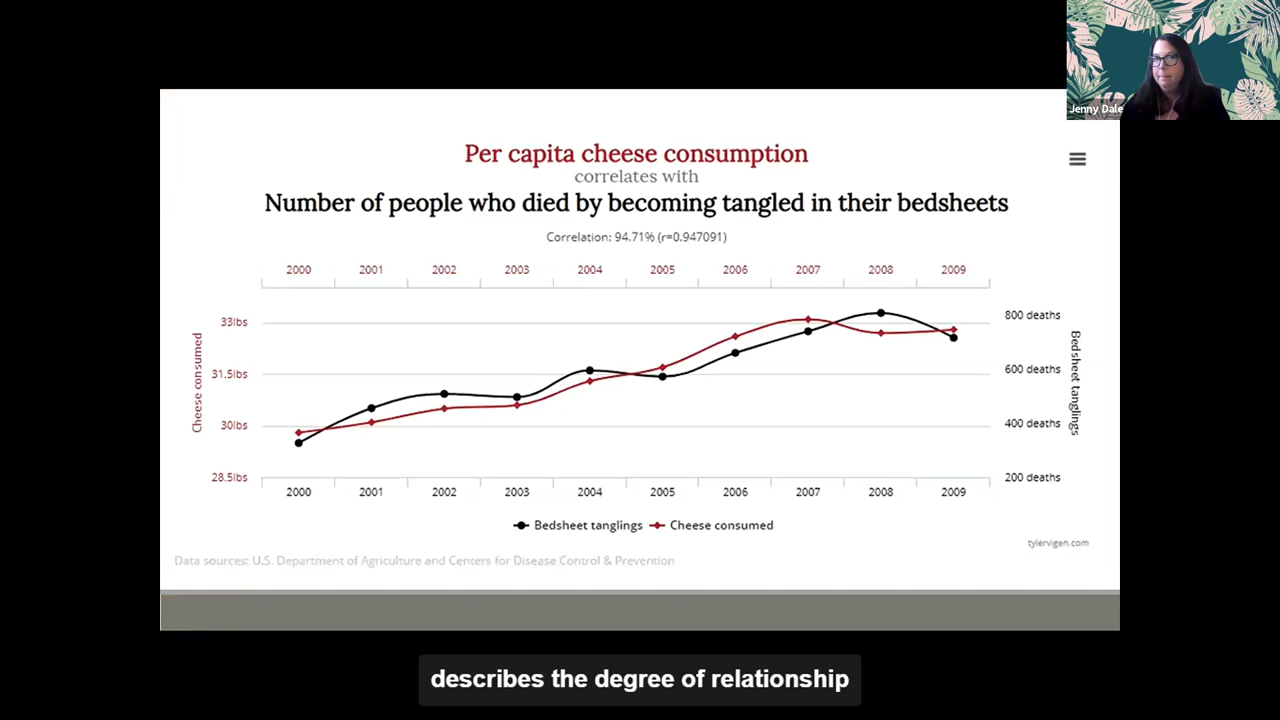 Jenny Dale
Per capita cheese consumption
correlates with
Number of people who died by becoming tangled in their bedsheets
Correlation: 94.71% (r=0.947091)
2000 2001 2002 2003 2004 2005 2006 2007 2008 2009
Cheese consumed
33lbs
31.5lbs
30lbs
28.5lbs
800 deaths
600 deaths
400 deaths
200 deaths
Bedsheet tanglings
2000 2001 2002 2003 2004 2005 2006 2007 2008 2009
Bedsheet tanglings Cheese consumed
tylervigen.com
Data sources: U.S. Department of Agriculture and Centers for Disease Control & Prevention
describes the degree of relationship